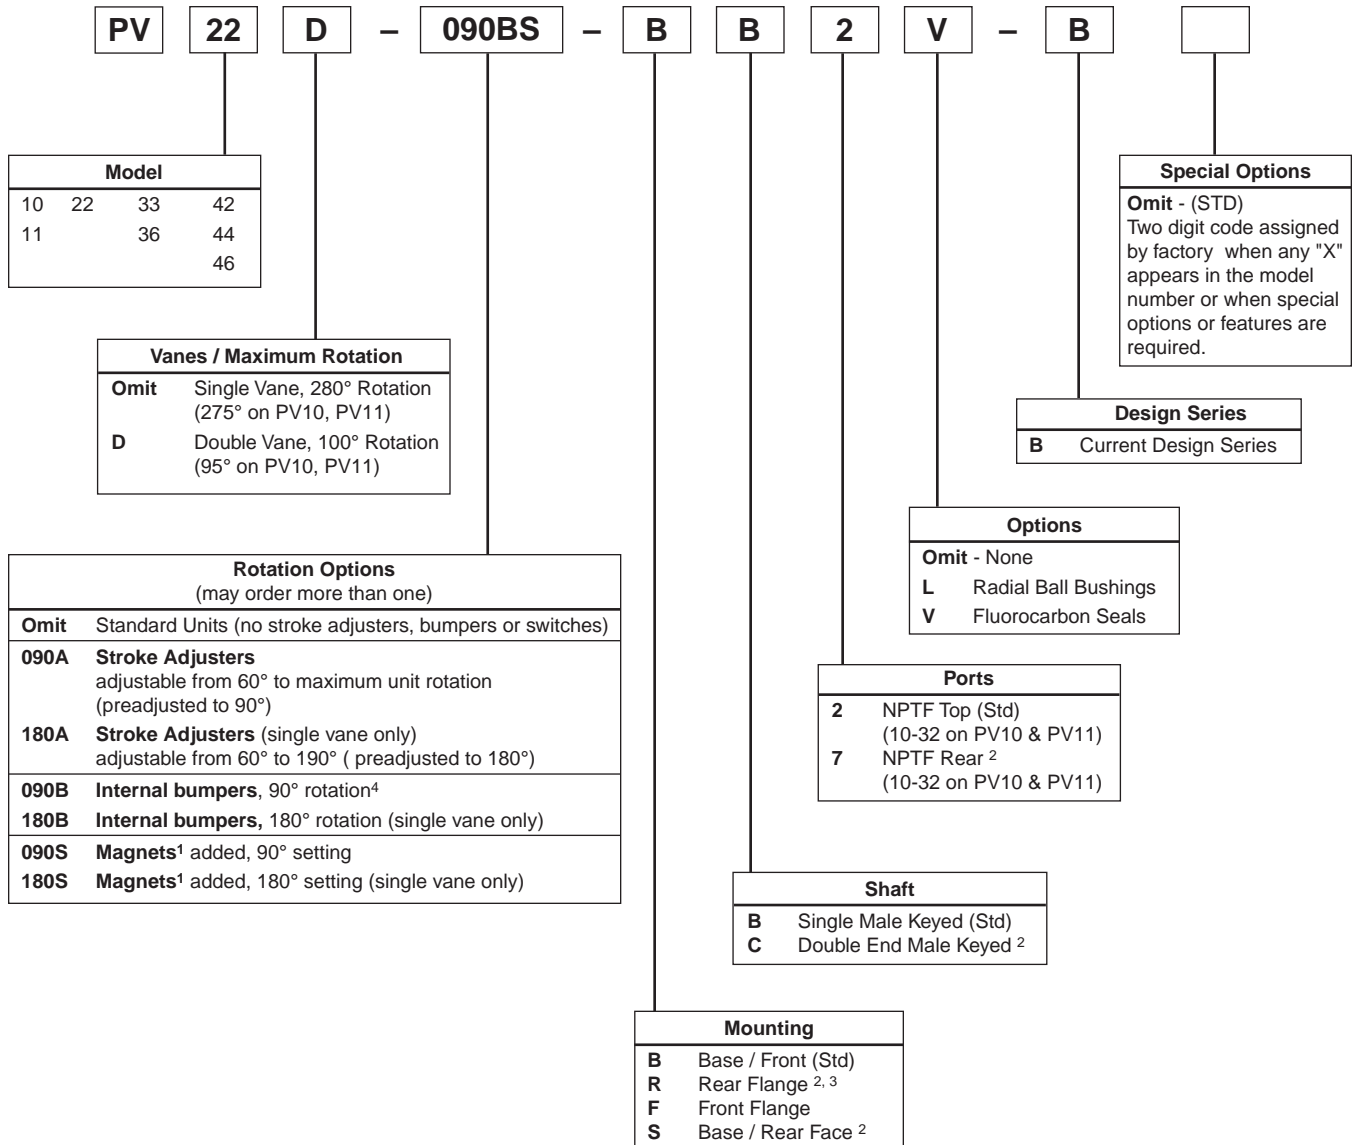 PV 22 D – 090BS – B B 2 V – B
Model
10 22 33 42
11 36 44
46
Special Options
Omit - (STD)
Two digit code assigned
by factory when any "X"
appears in the model
number or when special
options or features are
required.
Vanes / Maximum Rotation
Omit Single Vane, 280° Rotation
(275° on PV10, PV11)
D Double Vane, 100° Rotation
(95° on PV10, PV11)
Design Series
B Current Design Series
Options
Omit - None
L Radial Ball Bushings
V Fluorocarbon Seals
Rotation Options
(may order more than one)
Omit Standard Units (no stroke adjusters, bumpers or switches)
090A Stroke Adjusters
adjustable from 60° to maximum unit rotation
(preadjusted to 90°)
180A Stroke Adjusters (single vane only)
adjustable from 60° to 190° ( preadjusted to 180°)
090B Internal bumpers, 90° rotation⁴
180B Internal bumpers, 180° rotation (single vane only)
090S Magnets¹ added, 90° setting
180S Magnets¹ added, 180° setting (single vane only)
Ports
2 NPTF Top (Std)
(10-32 on PV10 & PV11)
7 NPTF Rear ²
(10-32 on PV10 & PV11)
Shaft
B Single Male Keyed (Std)
C Double End Male Keyed ²
Mounting
B Base / Front (Std)
R Rear Flange ²˒ ³
F Front Flange
S Base / Rear Face ²